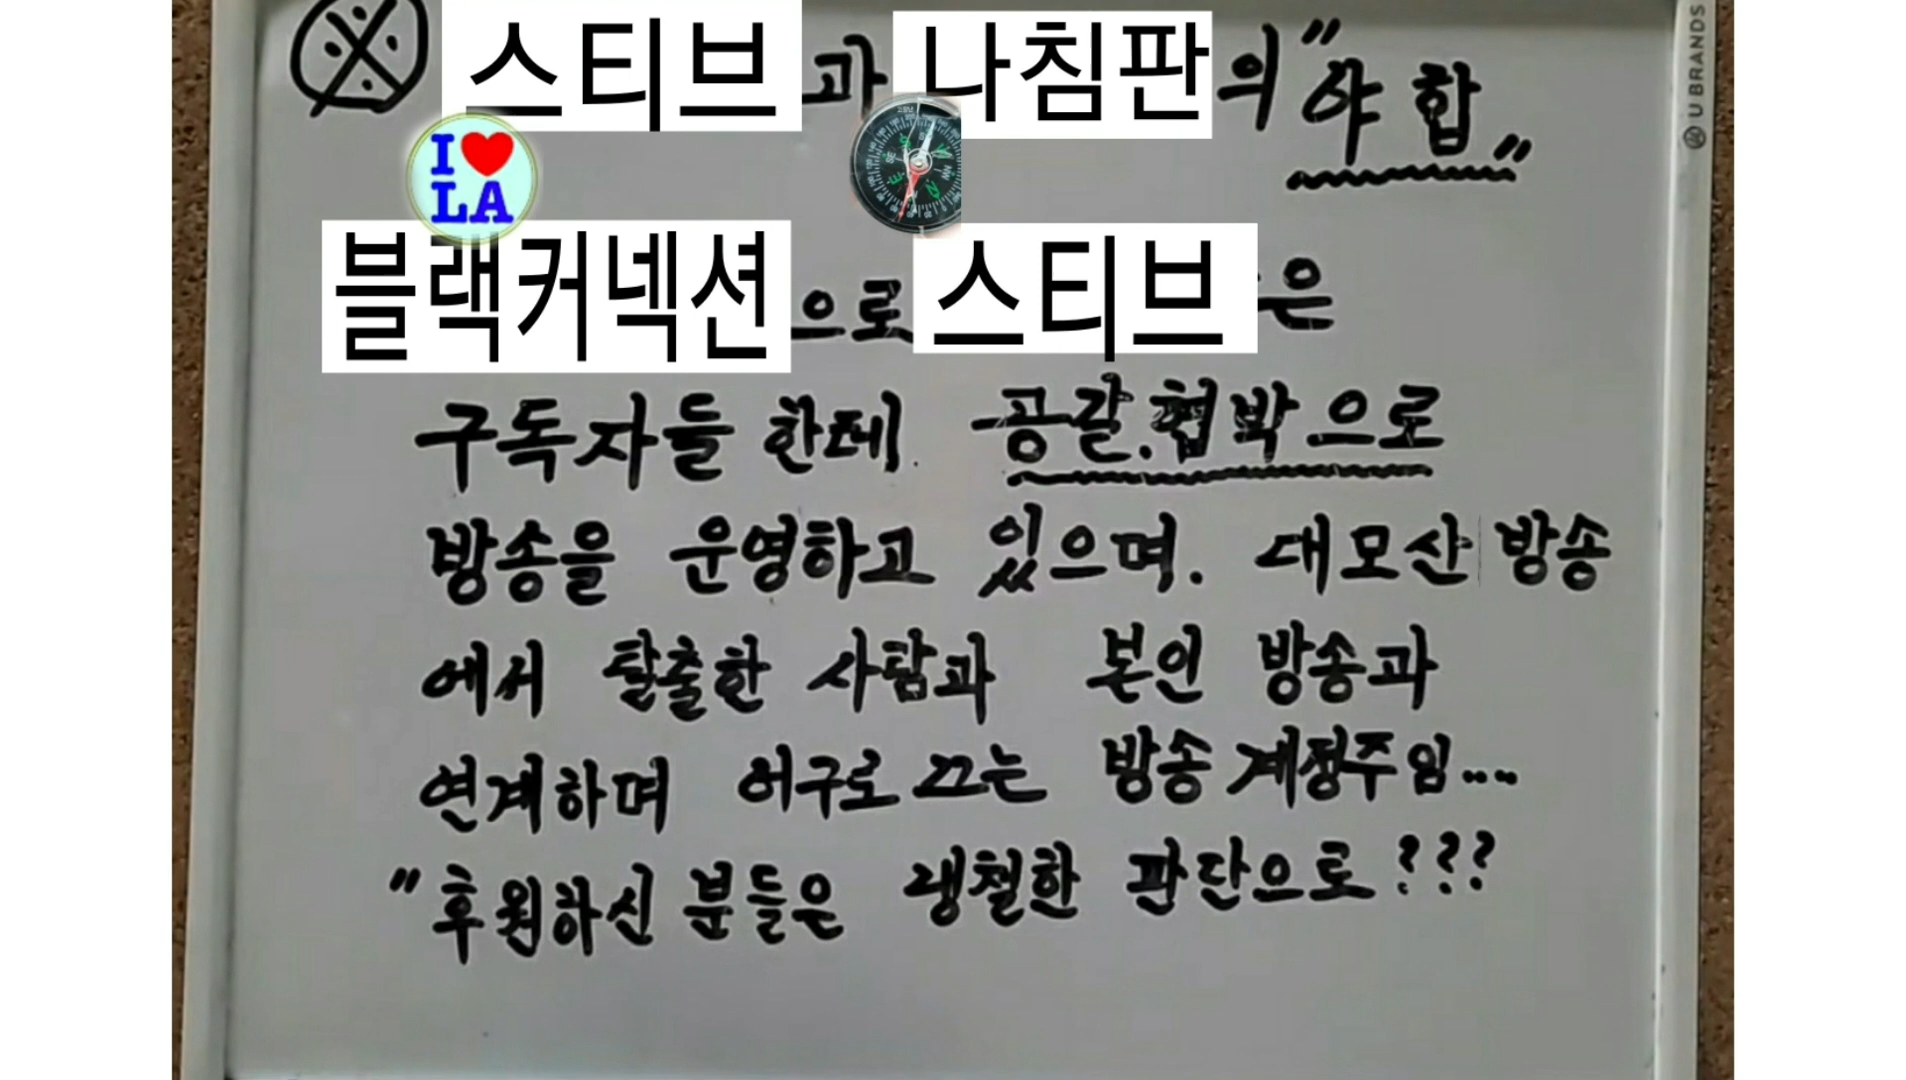 ※ 스티브과 나침판의 "야합"
I ❤ LA
블랙커넥션으로 스티브은
구독자들 한테. 공갈.협박으로
방송을 운영하고 있으며. 대모산 방송
에서 탈출한 사람과 본인 방송과
연계하며 어구로 끄는 방송 계정주임....
"후원하신 분들은 냉철한 판단으로???
U BRANDS